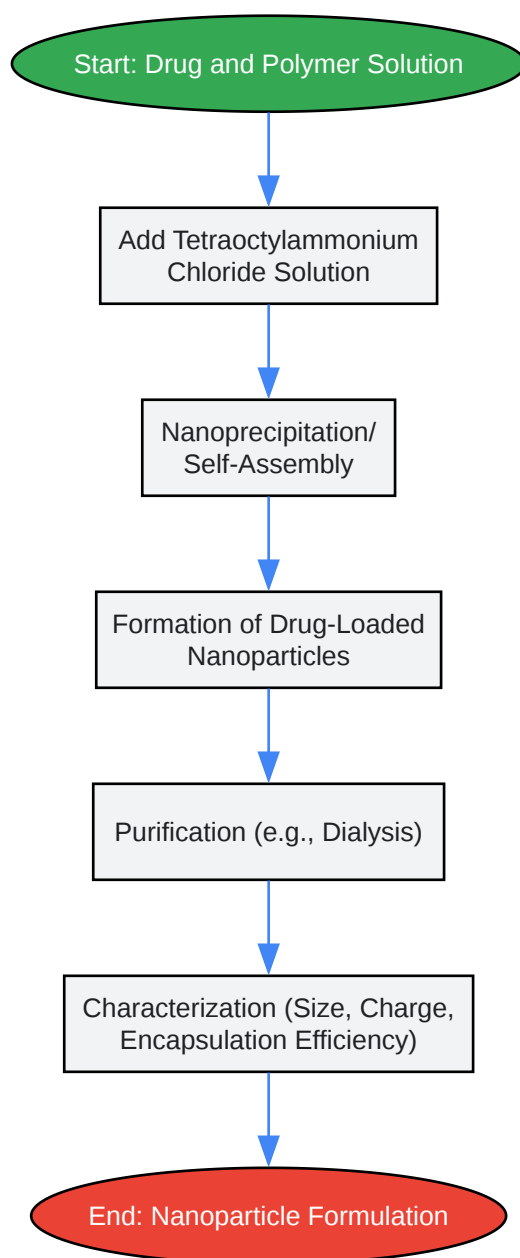 Start: Drug and Polymer Solution
Add Tetraoctylammonium
Chloride Solution
Nanoprecipitation/
Self-Assembly
Formation of Drug-Loaded
Nanoparticles
Purification (e.g., Dialysis)
Characterization (Size, Charge,
Encapsulation Efficiency)
End: Nanoparticle Formulation